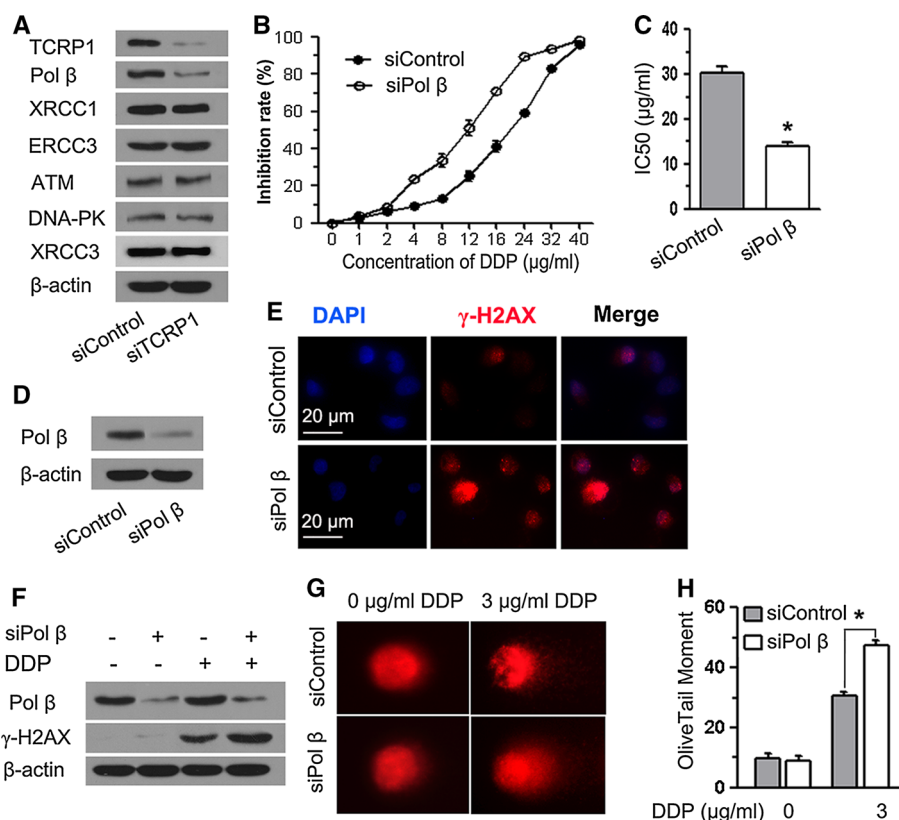 A
TCRP1
Pol β
XRCC1
ERCC3
ATM
DNA-PK
XRCC3
β-actin
siControl
siTCRP1
B
Inhibition rate (%)
100
80
60
40
20
0
siControl
siPol β
0 1 2 4 8 12 16 24 32 40
Concentration of DDP (µg/ml)
C
IC50 (µg/ml)
40
30
20
10
0
*
siControl
siPol β
D
Pol β
β-actin
siControl
siPol β
E
DAPI γ-H2AX Merge
siControl
20 µm
siPol β
20 µm
F
siPol β - + - +
DDP - - + +
Pol β
γ-H2AX
β-actin
G
0 µg/ml DDP 3 µg/ml DDP
siControl
siPol β
H
OliveTail Moment
60
40
20
0
siControl
siPol β
*
DDP (µg/ml) 0 3